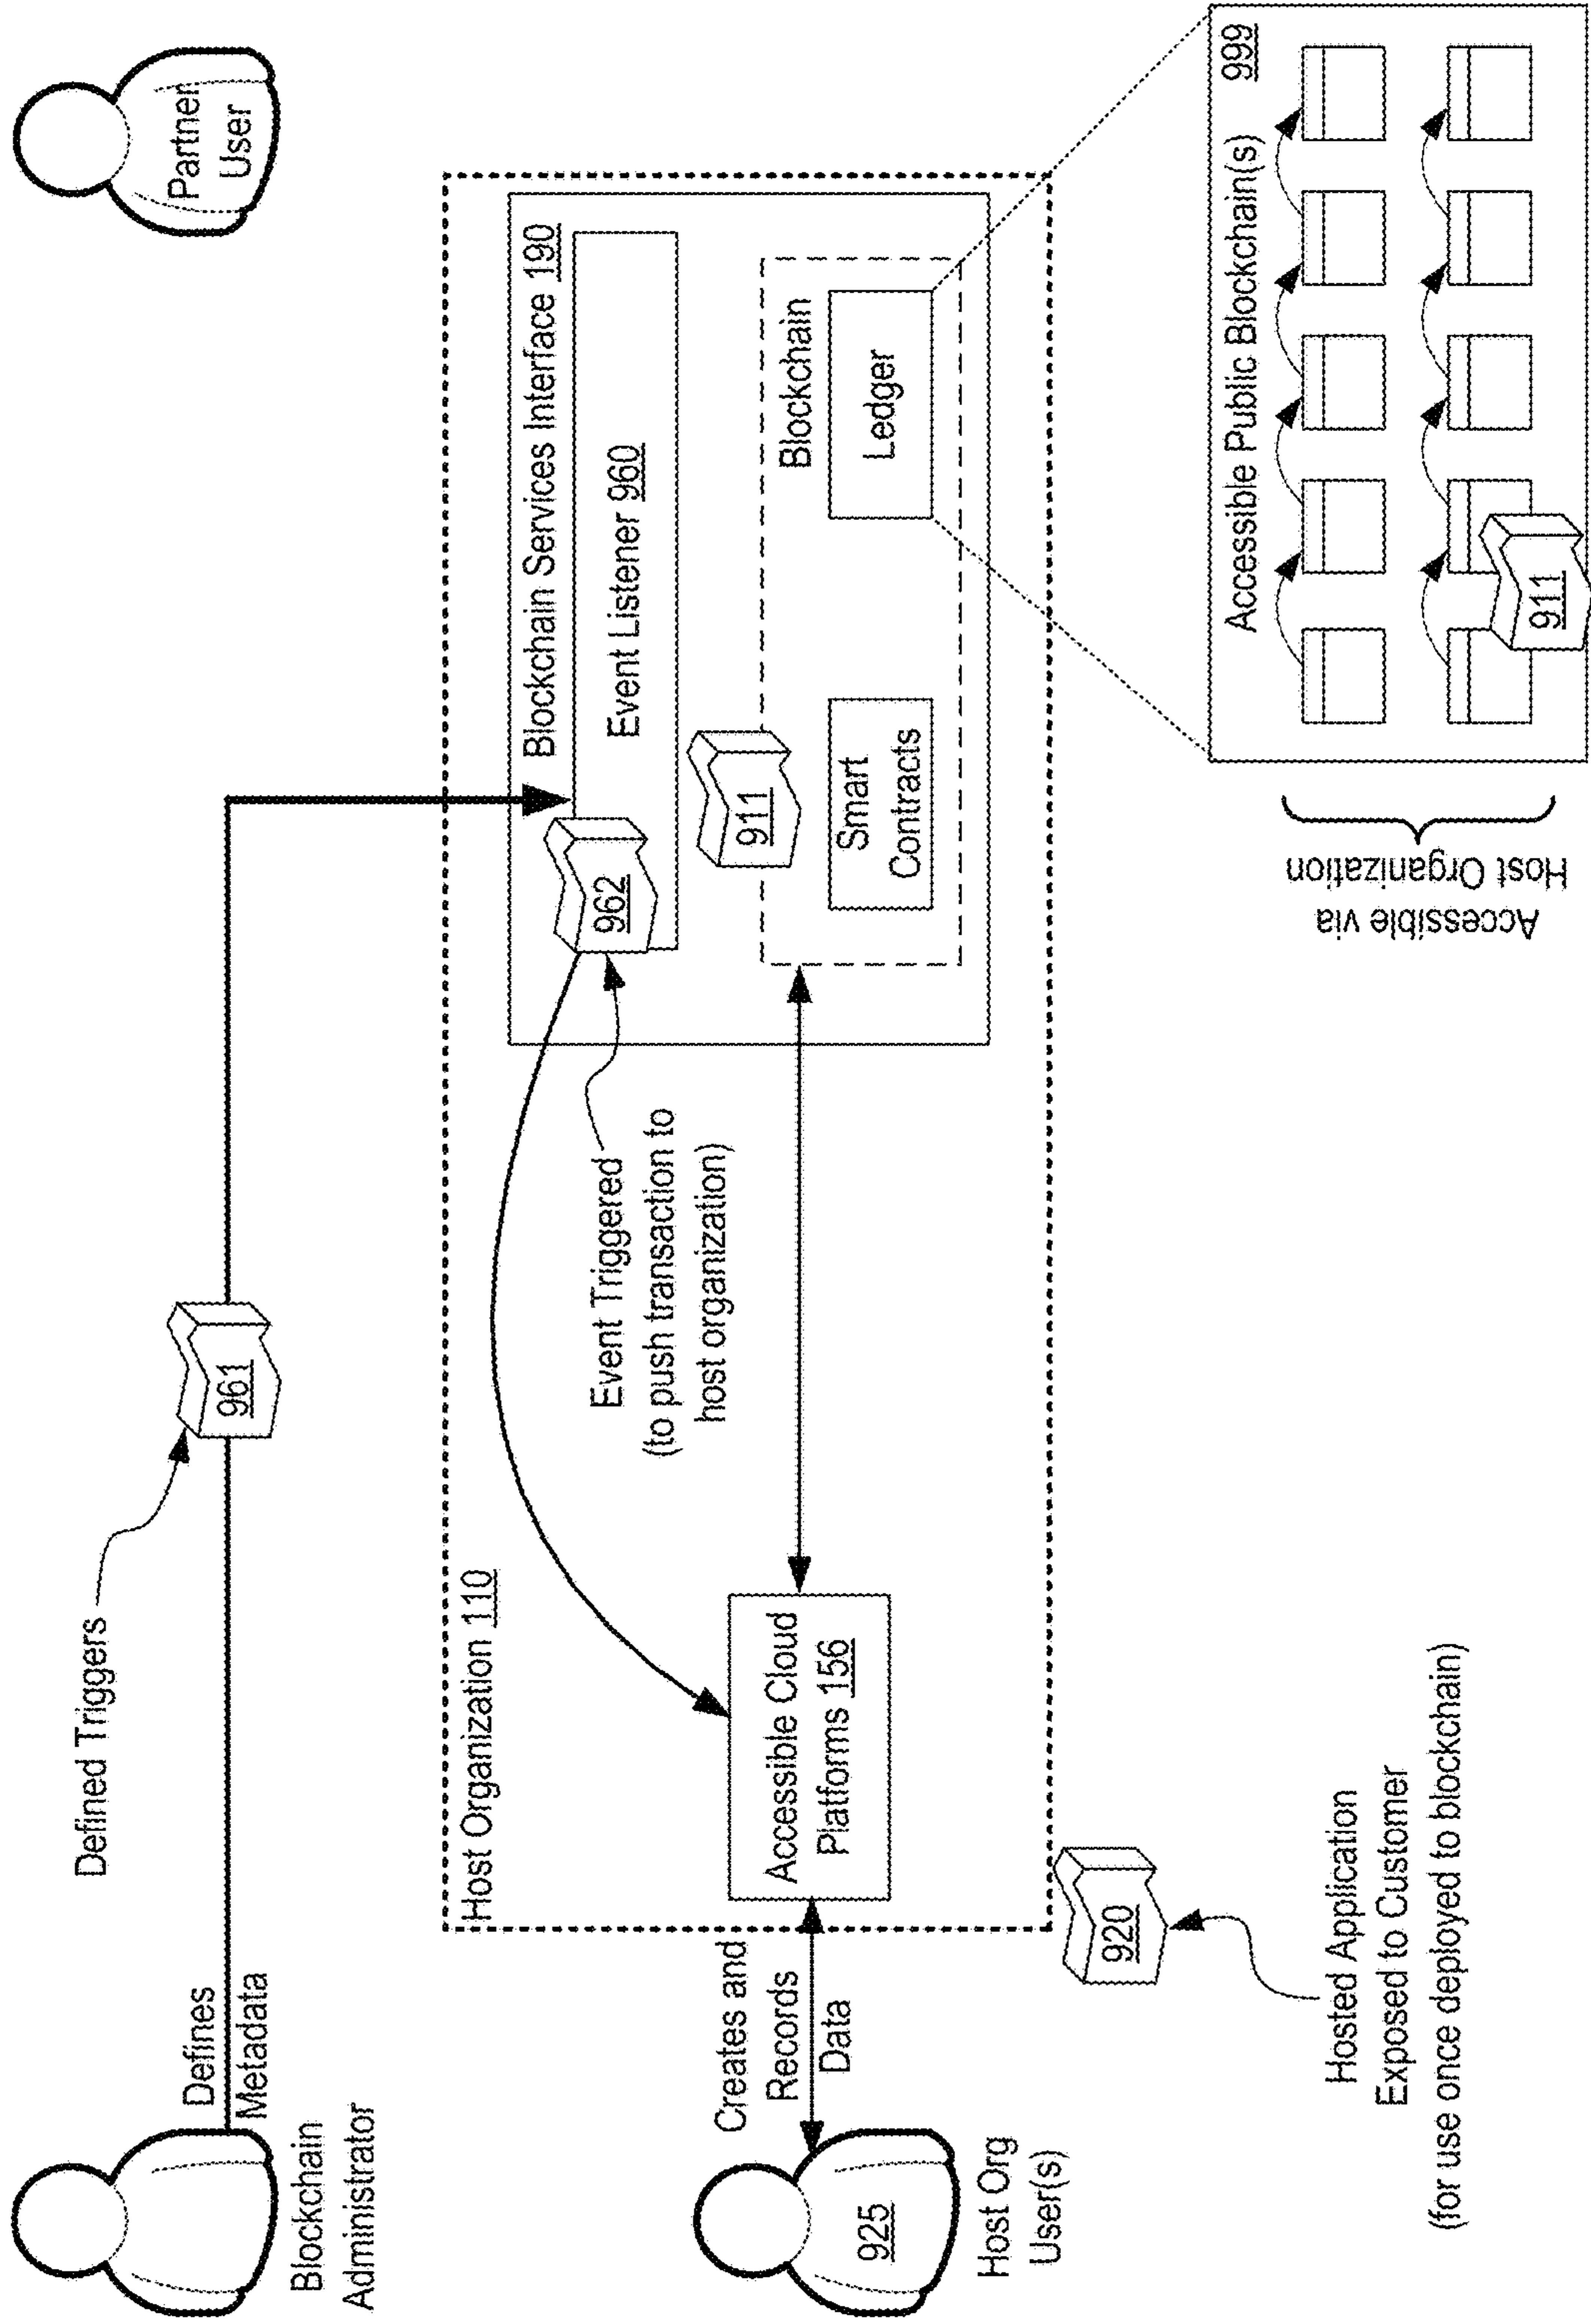 Blockchain
Administrator
Defines
Metadata
Defined Triggers
961
Partner
User
Host Organization 110
Blockchain Services Interface 190
Event Listener 960
962
Event Triggered
(to push transaction to
host organization)
911
Blockchain
Smart
Contracts
Ledger
Accessible Cloud
Platforms 156
Creates and
Records
Data
925
Host Org
User(s)
920
Hosted Application
Exposed to Customer
(for use once deployed to blockchain)
Accessible via
Host Organization
Accessible Public Blockchain(s) 999
911